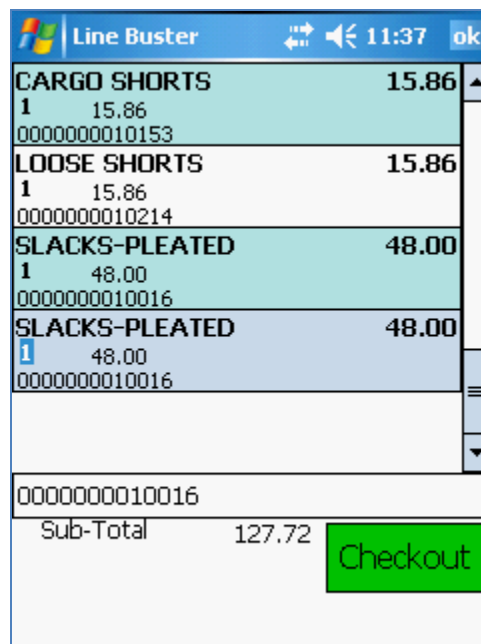 Line Buster 11:37 ok
CARGO SHORTS 15.86
1 15.86
0000000010153
LOOSE SHORTS 15.86
1 15.86
0000000010214
SLACKS-PLEATED 48.00
1 48.00
0000000010016
SLACKS-PLEATED 48.00
1 48.00
0000000010016
0000000010016
Sub-Total 127.72
Checkout